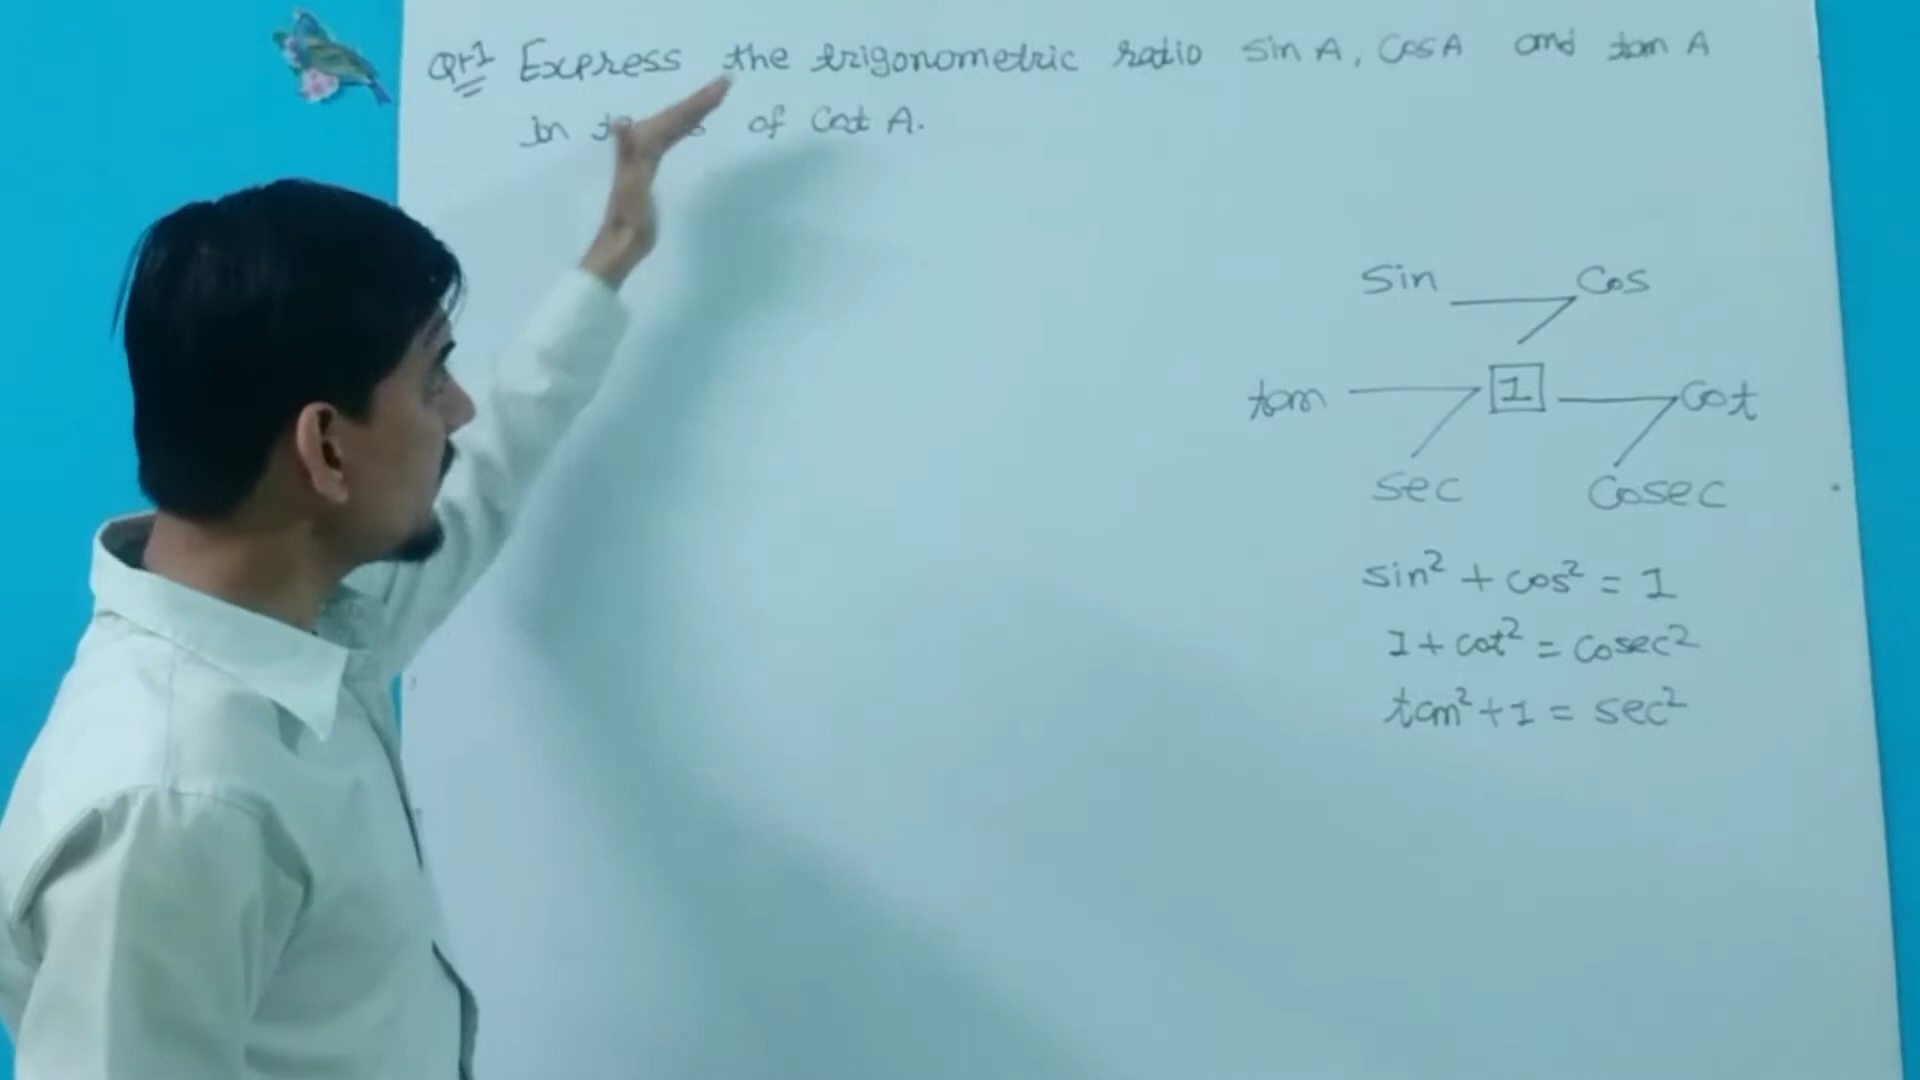 Qr1 Express the trigonometric ratio sin A, cos A and tan A
in of Cot A.
Sin Cos
tan 1 Cot
sec Cosec
sin² + cos² = 1
1 + cot² = cosec²
tan² + 1 = sec²